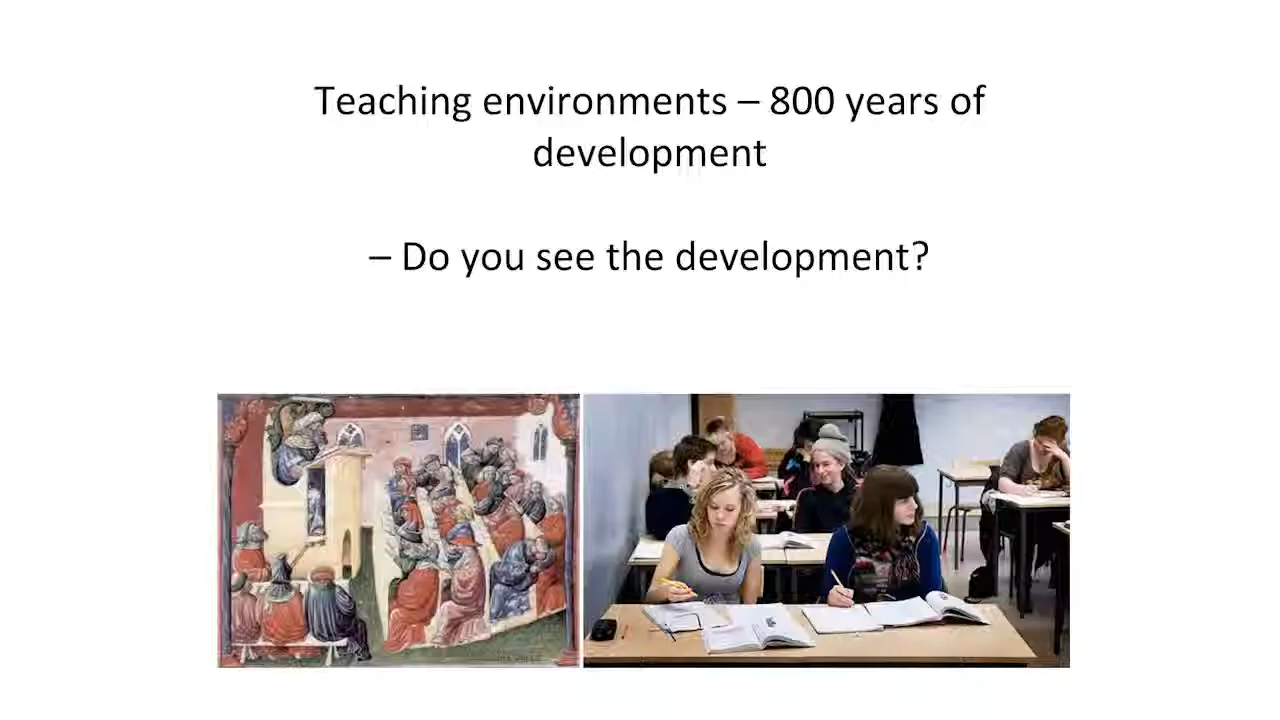 Teaching environments – 800 years of
development
– Do you see the development?